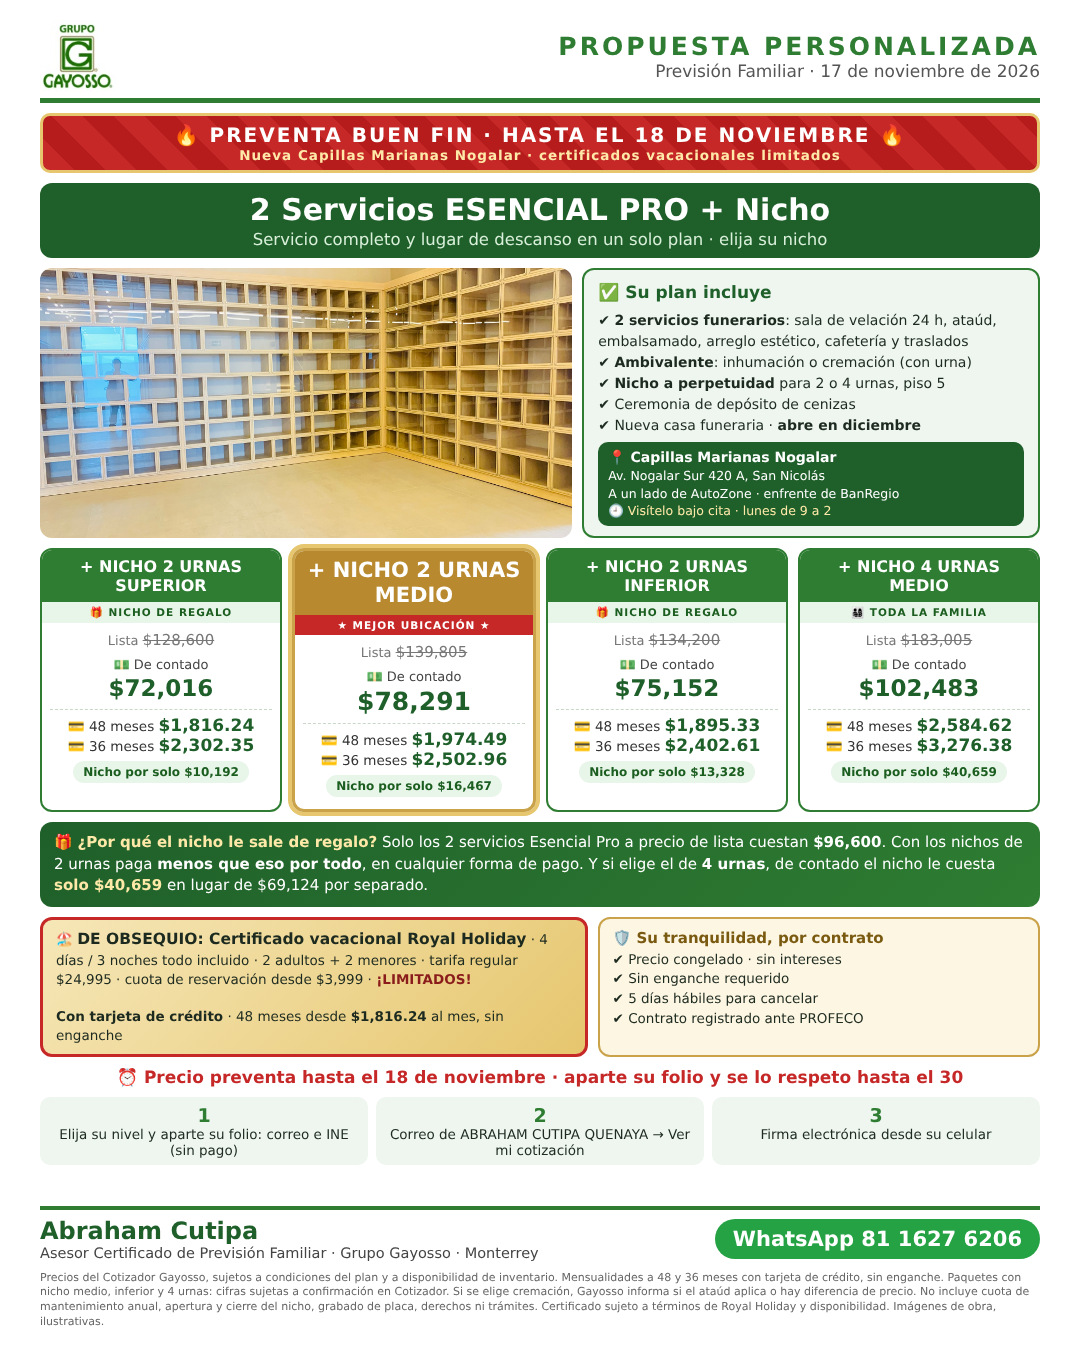 GRUPO
G
GAYOSSO
PROPUESTA PERSONALIZADA
Previsión Familiar · 17 de noviembre de 2026
🔥 PREVENTA BUEN FIN · HASTA EL 18 DE NOVIEMBRE 🔥
Nueva Capillas Marianas Nogalar · certificados vacacionales limitados
2 Servicios ESENCIAL PRO + Nicho
Servicio completo y lugar de descanso en un solo plan · elija su nicho
✅ Su plan incluye
✔ 2 servicios funerarios: sala de velación 24 h, ataúd,
embalsamado, arreglo estético, cafetería y traslados
✔ Ambivalente: inhumación o cremación (con urna)
✔ Nicho a perpetuidad para 2 o 4 urnas, piso 5
✔ Ceremonia de depósito de cenizas
✔ Nueva casa funeraria · abre en diciembre
📍 Capillas Marianas Nogalar
Av. Nogalar Sur 420 A, San Nicolás
A un lado de AutoZone · enfrente de BanRegio
🕘 Visítelo bajo cita · lunes de 9 a 2
+ NICHO 2 URNAS
SUPERIOR
🎁 NICHO DE REGALO
Lista $128,600
💵 De contado
$72,016
💳 48 meses $1,816.24
💳 36 meses $2,302.35
Nicho por solo $10,192
+ NICHO 2 URNAS
MEDIO
★ MEJOR UBICACIÓN ★
Lista $139,805
💵 De contado
$78,291
💳 48 meses $1,974.49
💳 36 meses $2,502.96
Nicho por solo $16,467
+ NICHO 2 URNAS
INFERIOR
🎁 NICHO DE REGALO
Lista $134,200
💵 De contado
$75,152
💳 48 meses $1,895.33
💳 36 meses $2,402.61
Nicho por solo $13,328
+ NICHO 4 URNAS
MEDIO
👨‍👩‍👧‍👦 TODA LA FAMILIA
Lista $183,005
💵 De contado
$102,483
💳 48 meses $2,584.62
💳 36 meses $3,276.38
Nicho por solo $40,659
🎁 ¿Por qué el nicho le sale de regalo? Solo los 2 servicios Esencial Pro a precio de lista cuestan $96,600. Con los nichos de
2 urnas paga menos que eso por todo, en cualquier forma de pago. Y si elige el de 4 urnas, de contado el nicho le cuesta
solo $40,659 en lugar de $69,124 por separado.
🏖️ DE OBSEQUIO: Certificado vacacional Royal Holiday · 4
días / 3 noches todo incluido · 2 adultos + 2 menores · tarifa regular
$24,995 · cuota de reservación desde $3,999 · ¡LIMITADOS!
Con tarjeta de crédito · 48 meses desde $1,816.24 al mes, sin
enganche
🛡️ Su tranquilidad, por contrato
✔ Precio congelado · sin intereses
✔ Sin enganche requerido
✔ 5 días hábiles para cancelar
✔ Contrato registrado ante PROFECO
⏰ Precio preventa hasta el 18 de noviembre · aparte su folio y se lo respeto hasta el 30
1
Elija su nivel y aparte su folio: correo e INE
(sin pago)
2
Correo de ABRAHAM CUTIPA QUENAYA → Ver
mi cotización
3
Firma electrónica desde su celular
Abraham Cutipa
Asesor Certificado de Previsión Familiar · Grupo Gayosso · Monterrey
WhatsApp 81 1627 6206
Precios del Cotizador Gayosso, sujetos a condiciones del plan y a disponibilidad de inventario. Mensualidades a 48 y 36 meses con tarjeta de crédito, sin enganche. Paquetes con
nicho medio, inferior y 4 urnas: cifras sujetas a confirmación en Cotizador. Si se elige cremación, Gayosso informa si el ataúd aplica o hay diferencia de precio. No incluye cuota de
mantenimiento anual, apertura y cierre del nicho, grabado de placa, derechos ni trámites. Certificado sujeto a términos de Royal Holiday y disponibilidad. Imágenes de obra,
ilustrativas.